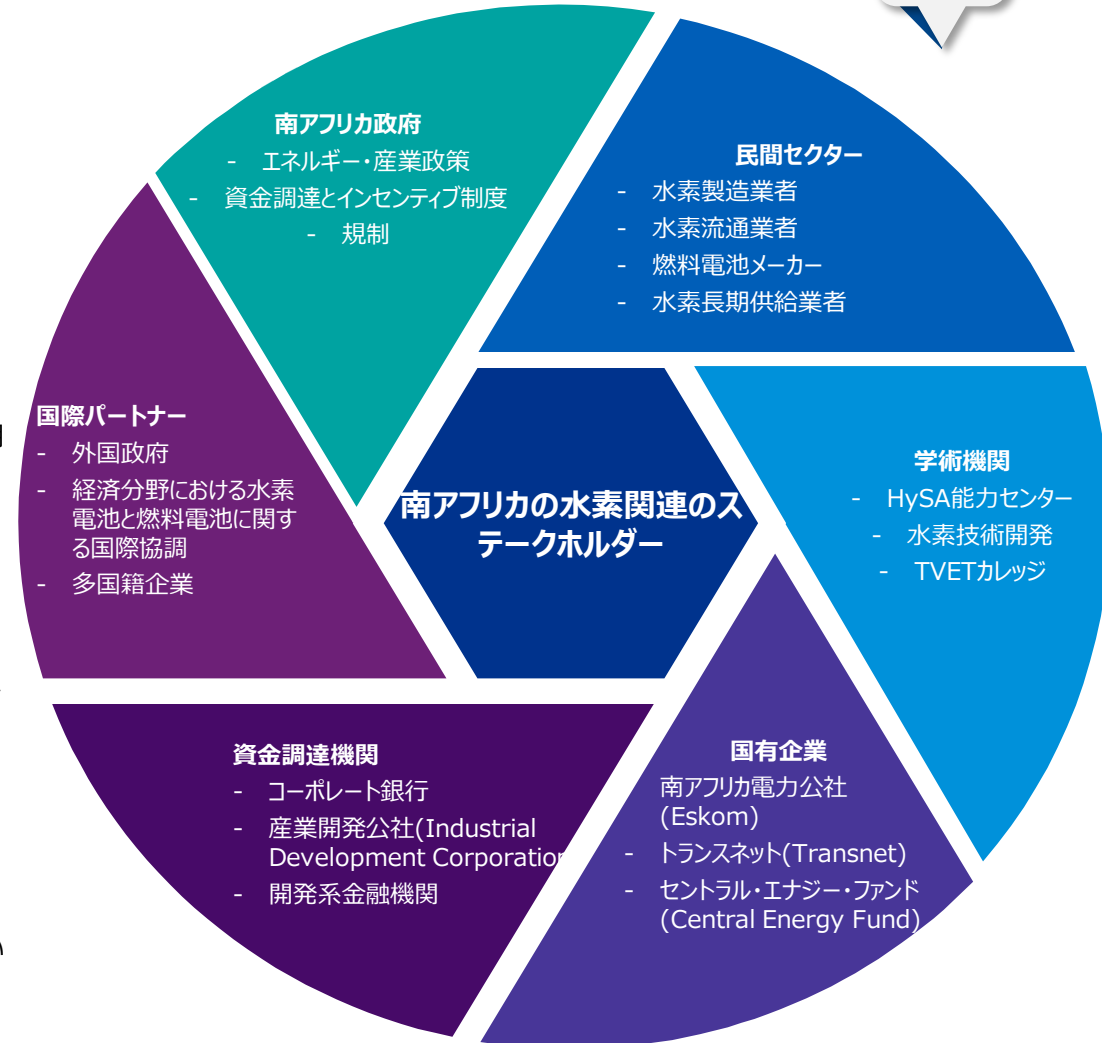 南アフリカ政府
- エネルギー・産業政策
- 資金調達とインセンティブ制度
- 規制
民間セクター
- 水素製造業者
- 水素流通業者
- 燃料電池メーカー
- 水素長期供給業者
国際パートナー
- 外国政府
- 経済分野における水素
電池と燃料電池に関す
る国際協調
- 多国籍企業
南アフリカの水素関連のス
テークホルダー
学術機関
- HySA能力センター
- 水素技術開発
- TVETカレッジ
資金調達機関
- コーポレート銀行
- 産業開発公社(Industrial
Development Corporation
- 開発系金融機関
国有企業
南アフリカ電力公社
(Eskom)
- トランスネット(Transnet)
- セントラル・エナジー・ファンド
(Central Energy Fund)